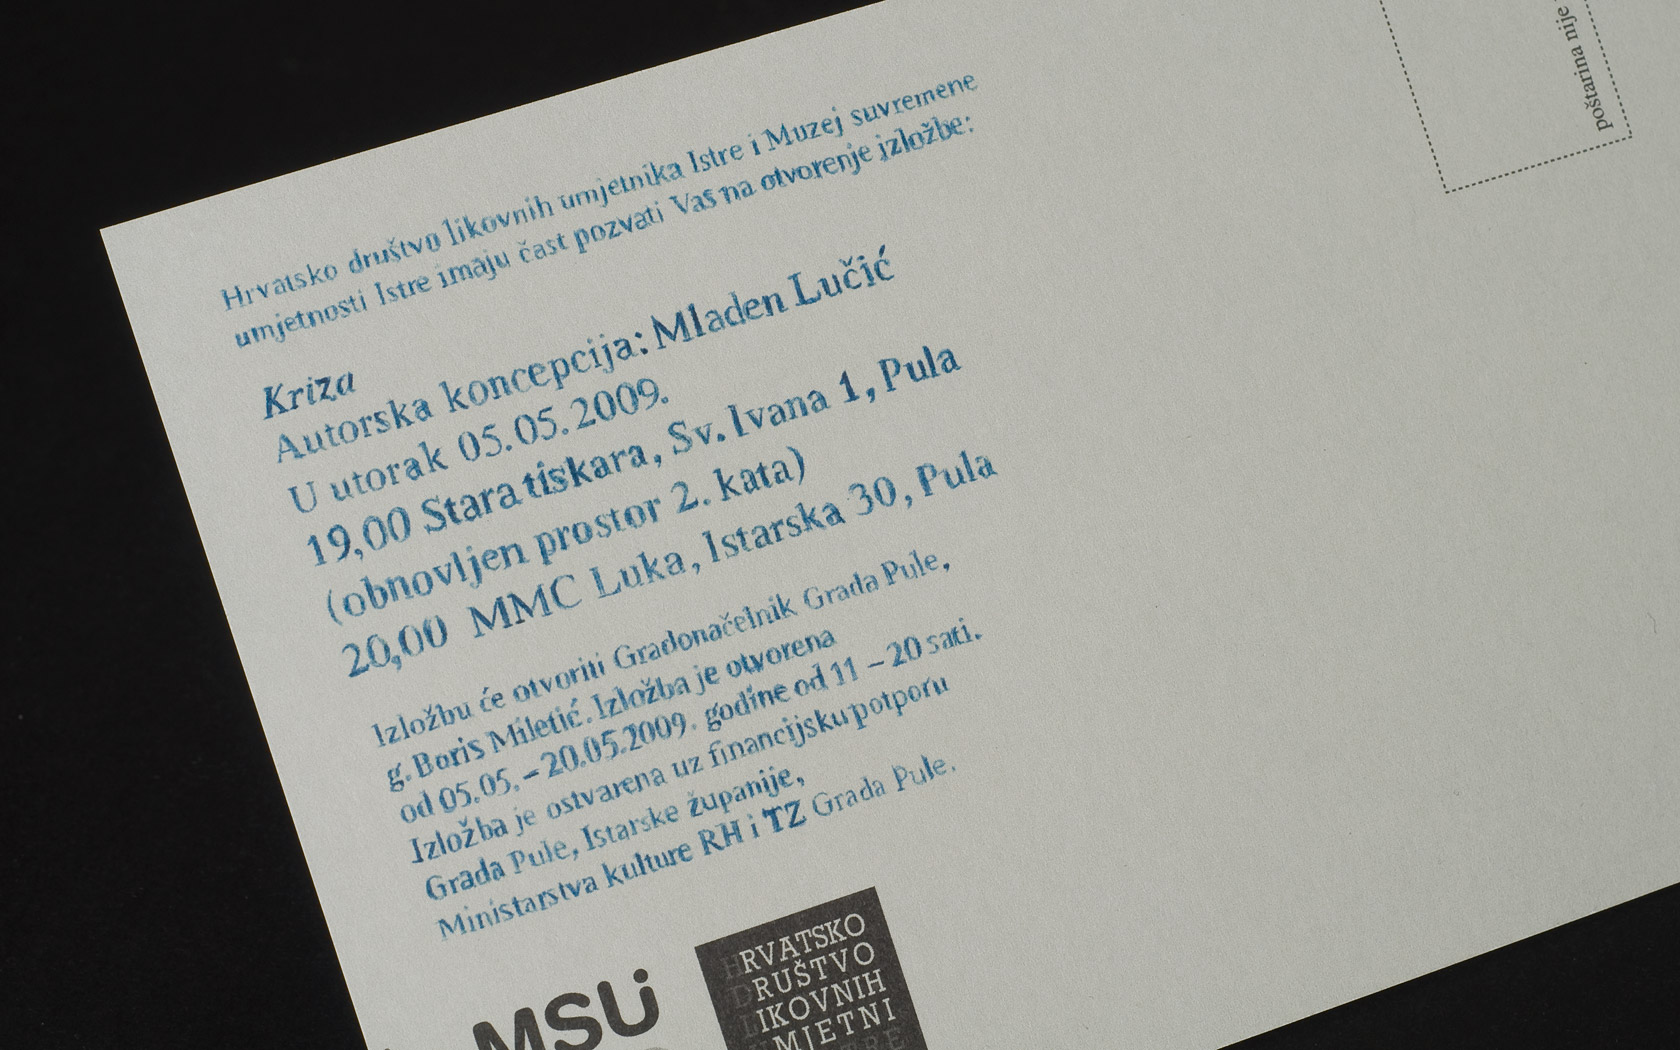 Hrvatsko društvo likovnih umjetnika Istre i Muzej suvremene
umjetnosti Istre imaju čast pozvati Vas na otvorenje izložbe:
Kriza
Autorska koncepcija: Mladen Lučić
U utorak 05.05.2009.
19,00 Stara tiskara, Sv. Ivana 1, Pula
(obnovljen prostor 2. kata)
20,00 MMC Luka, Istarska 30, Pula
Izložbu će otvoriti Gradonačelnik Grada Pule,
g. Boris Miletić. Izložba je otvorena
od 05.05. – 20.05.2009. godine od 11 – 20 sati.
Izložba je ostvarena uz financijsku potporu
Grada Pule, Istarske županije,
Ministarstva kulture RH i TZ Grada Pule.
MSU
HRVATSKO
DRUŠTVO
LIKOVNIH
UMJETNI
Poštarina nije